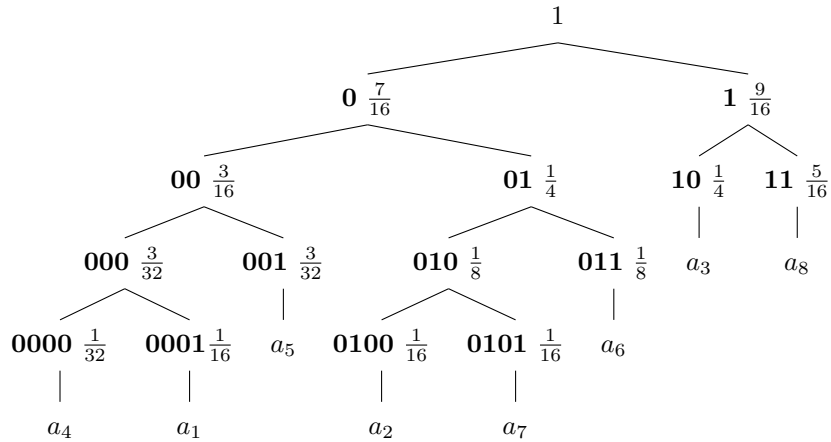 1
0 7/16 1 9/16
00 3/16 01 1/4 10 1/4 11 5/16
000 3/32 001 3/32 010 1/8 011 1/8 a₃ a₈
0000 1/32 0001 1/16 a₅ 0100 1/16 0101 1/16 a₆
a₄ a₁ a₂ a₇